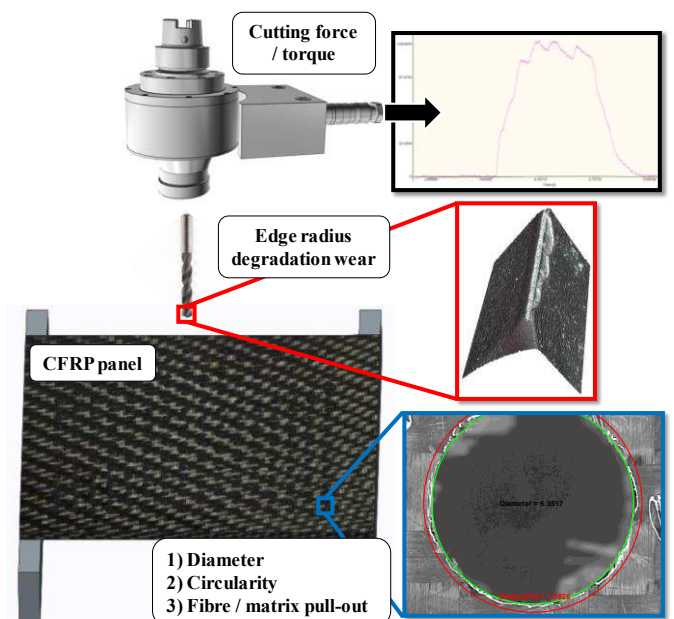 Cutting force
/ torque
Edge radius
degradation wear
CFRP panel
Diameter = 6.3517
1) Diameter
2) Circularity
3) Fibre / matrix pull-out